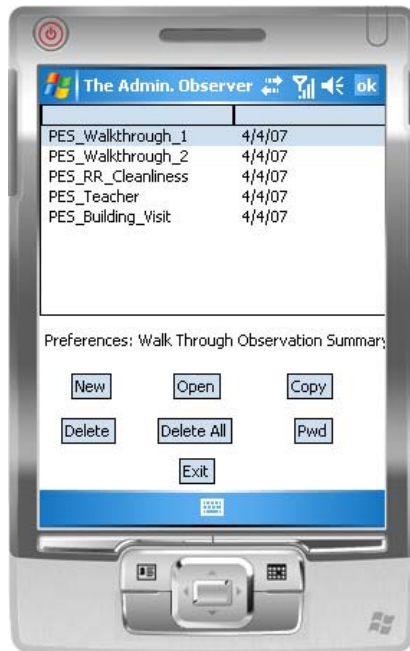 The Admin. Observer ok
PES_Walkthrough_1 4/4/07
PES_Walkthrough_2 4/4/07
PES_RR_Cleanliness 4/4/07
PES_Teacher 4/4/07
PES_Building_Visit 4/4/07
Preferences: Walk Through Observation Summary
New Open Copy
Delete Delete All Pwd
Exit